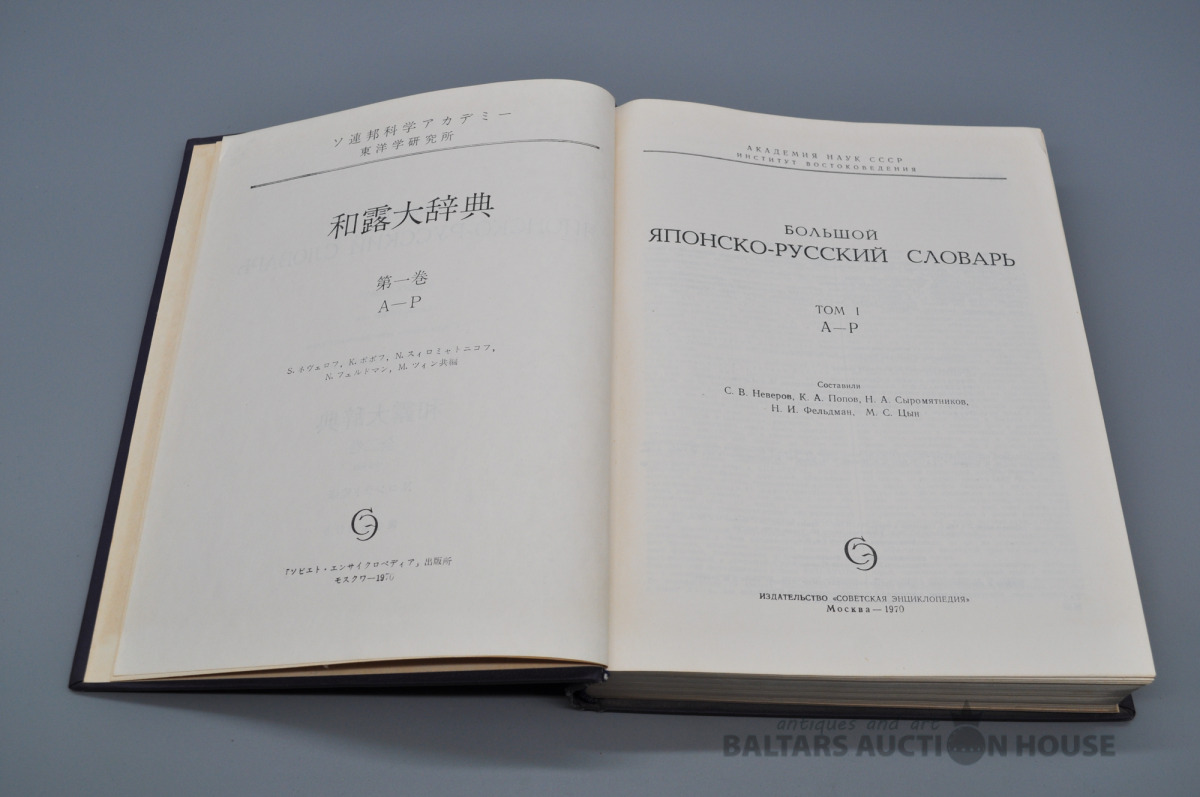 ソ連邦科学アカデミー
東洋学研究所
和露大辞典
第一巻
A—P
S. ネヴェロフ, K. ポポフ, N. スィロミャトニコフ,
N. フェルドマン, M. ツィン共編
СЭ
『ソビエト・エンサイクロペディア』出版所
モスクワ—1970
АКАДЕМИЯ НАУК СССР
ИНСТИТУТ ВОСТОКОВЕДЕНИЯ
БОЛЬШОЙ
ЯПОНСКО-РУССКИЙ СЛОВАРЬ
ТОМ I
А—Р
Составили
С. В. Неверов, К. А. Попов, Н. А. Сыромятников,
Н. И. Фельдман, М. С. Цын
СЭ
ИЗДАТЕЛЬСТВО «СОВЕТСКАЯ ЭНЦИКЛОПЕДИЯ»
Москва—1970
antiques and art
BALTARS AUCTION HOUSE